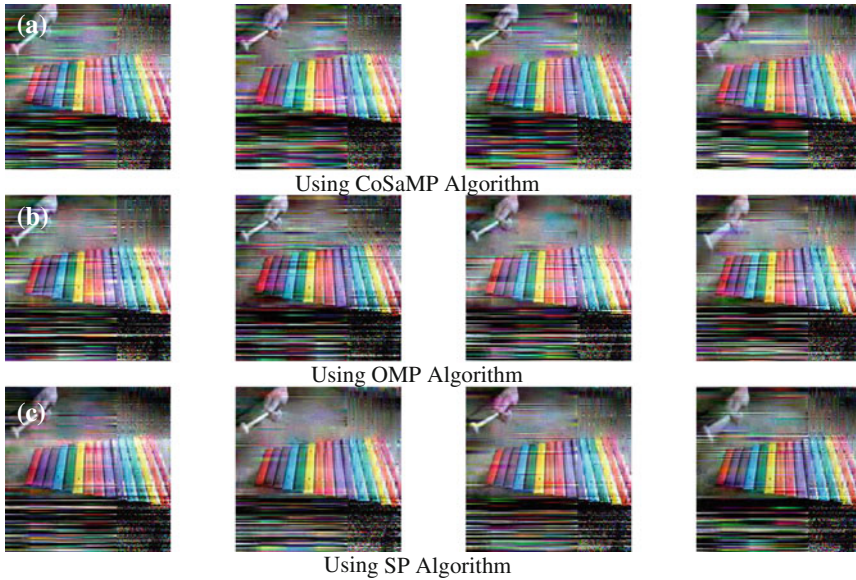 (a)
Using CoSaMP Algorithm
(b)
Using OMP Algorithm
(c)
Using SP Algorithm